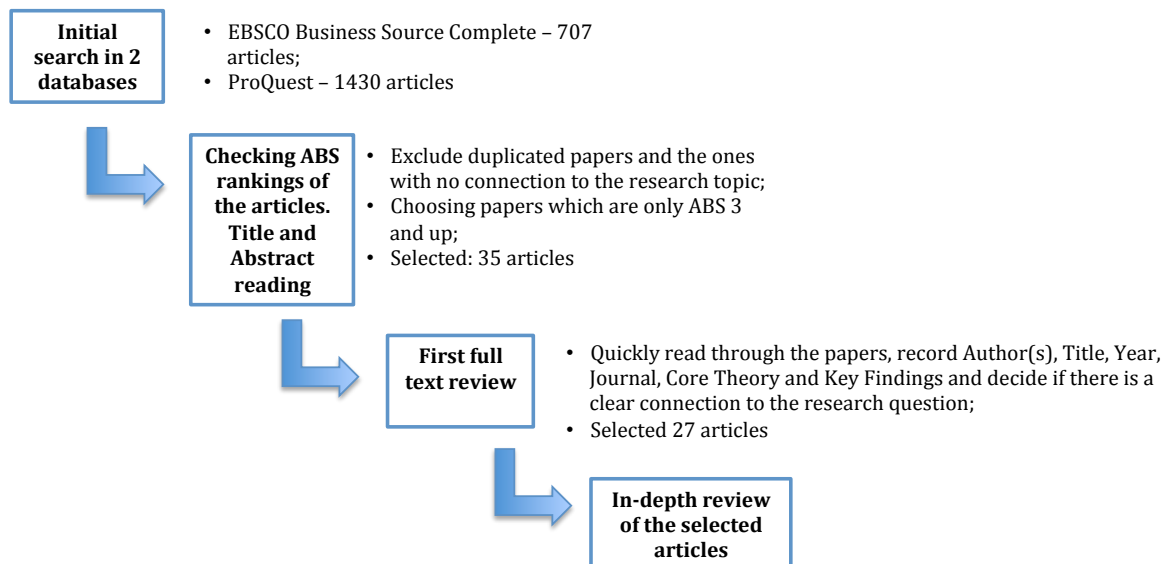 Initial
search in 2
databases
• EBSCO Business Source Complete – 707
articles;
• ProQuest – 1430 articles
Checking ABS
rankings of
the articles.
Title and
Abstract
reading
• Exclude duplicated papers and the ones
with no connection to the research topic;
• Choosing papers which are only ABS 3
and up;
• Selected: 35 articles
First full
text review
• Quickly read through the papers, record Author(s), Title, Year,
Journal, Core Theory and Key Findings and decide if there is a
clear connection to the research question;
• Selected 27 articles
In-depth review
of the selected
articles